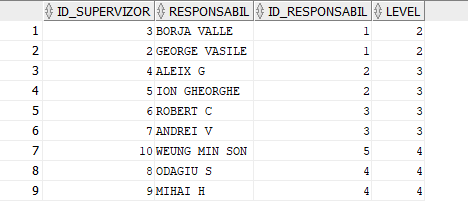 ID_SUPERVIZOR RESPONSABIL ID_RESPONSABIL LEVEL
1 3 BORJA VALLE 1 2
2 2 GEORGE VASILE 1 2
3 4 ALEIX G 2 3
4 5 ION GHEORGHE 2 3
5 6 ROBERT C 3 3
6 7 ANDREI V 3 3
7 10 WEUNG MIN SON 5 4
8 8 ODAGIU S 4 4
9 9 MIHAI H 4 4